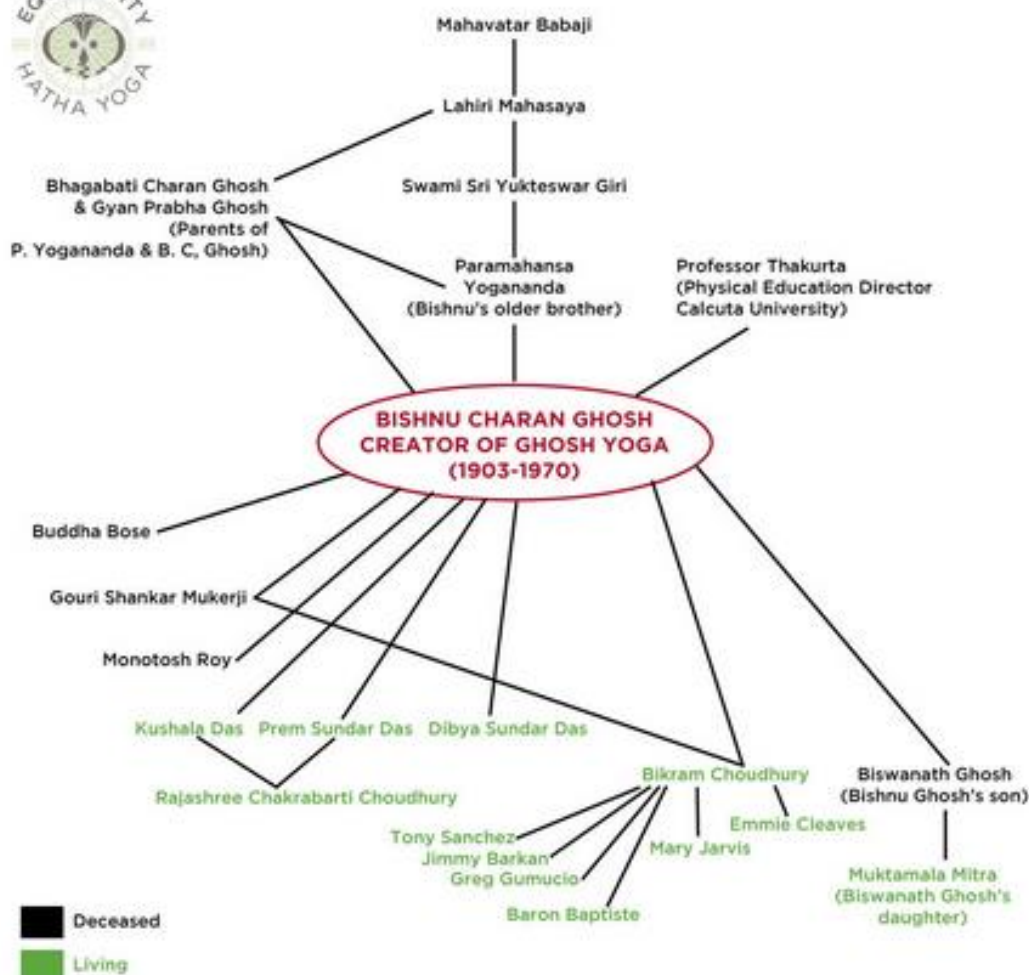 HATHA YOGA
Mahavatar Babaji
Lahiri Mahasaya
Bhagabati Charan Ghosh
& Gyan Prabha Ghosh
(Parents of
P. Yogananda & B. C, Ghosh)
Swami Sri Yukteswar Giri
Paramahansa
Yogananda
(Bishnu's older brother)
Professor Thakurta
(Physical Education Director
Calcuta University)
BISHNU CHARAN GHOSH
CREATOR OF GHOSH YOGA
(1903-1970)
Buddha Bose
Gouri Shankar Mukerji
Monotosh Roy
Kushala Das
Prem Sundar Das
Dibya Sundar Das
Rajashree Chakrabarti Choudhury
Bikram Choudhury
Biswanath Ghosh
(Bishnu Ghosh's son)
Tony Sanchez
Jimmy Barkan
Greg Gumucio
Baron Baptiste
Mary Jarvis
Emmie Cleaves
Muktamala Mitra
(Biswanath Ghosh's
daughter)
Deceased
Living